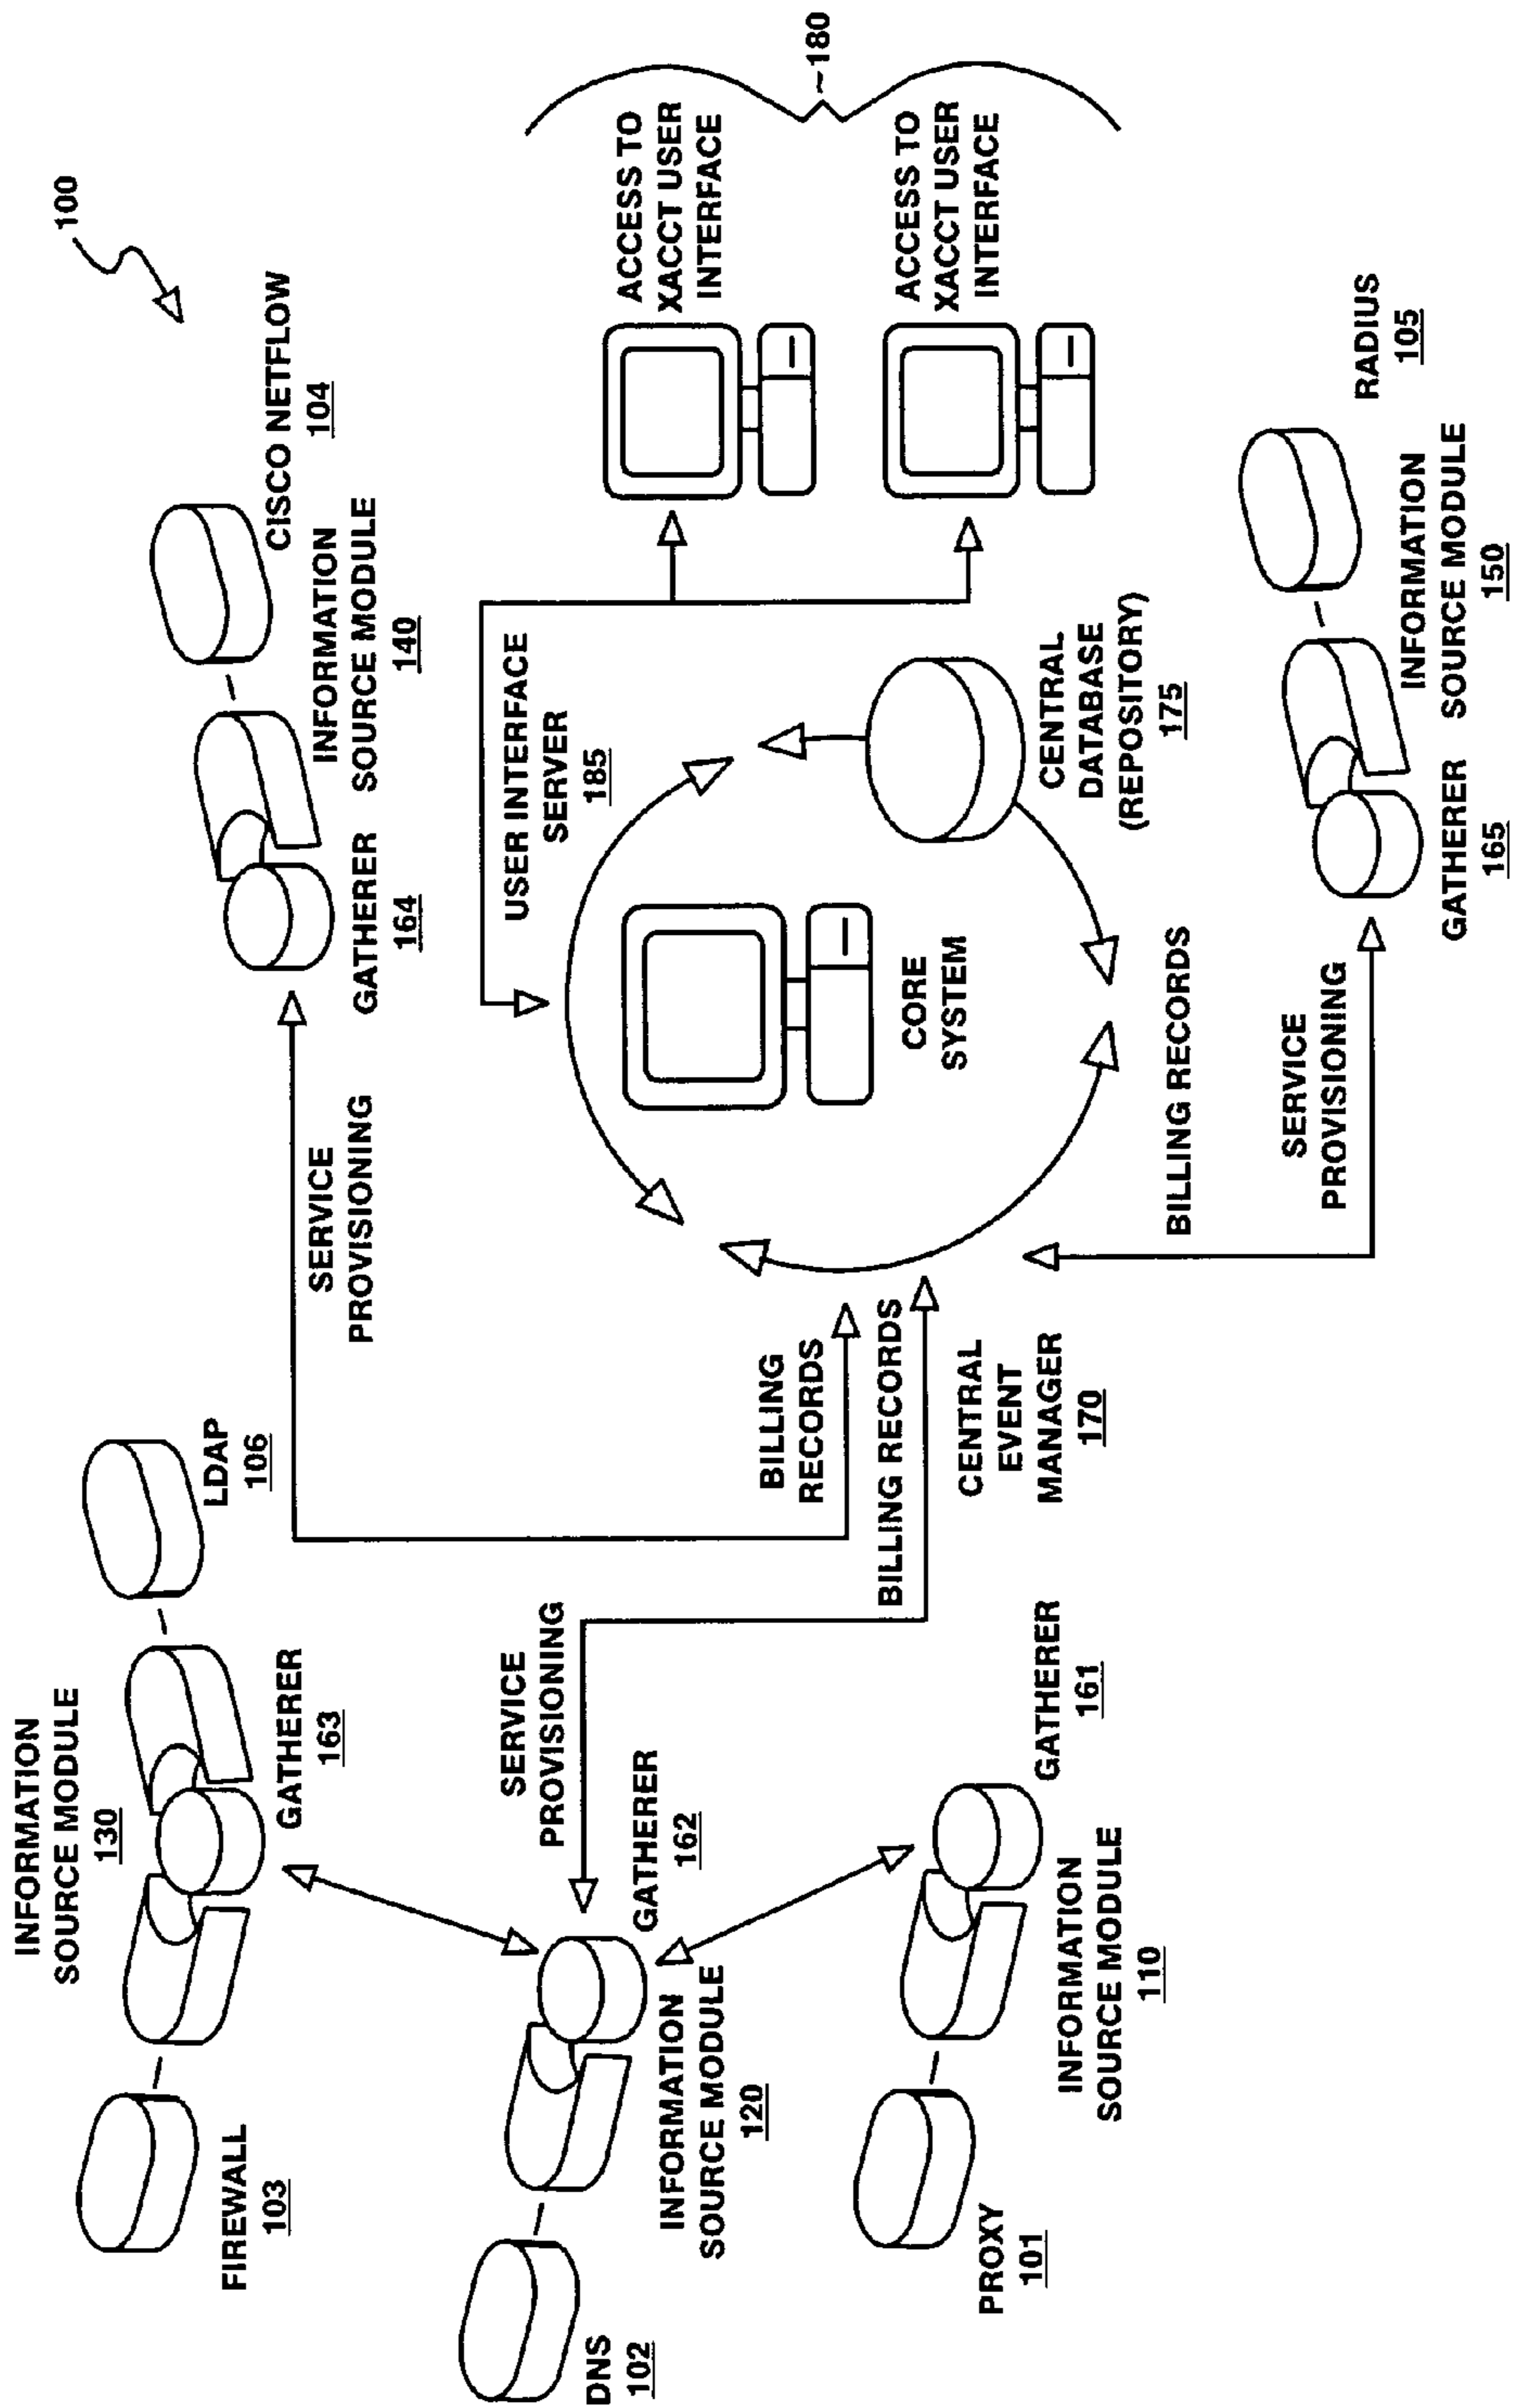 100
INFORMATION
SOURCE MODULE
130
LDAP
106
FIREWALL
103
GATHERER
163
CISCO NETFLOW
104
INFORMATION
SOURCE MODULE
140
GATHERER
164
SERVICE
PROVISIONING
DNS
102
INFORMATION
SOURCE MODULE
120
GATHERER
162
SERVICE
PROVISIONING
USER INTERFACE
SERVER
185
ACCESS TO
XACCT USER
INTERFACE
ACCESS TO
XACCT USER
INTERFACE
~180
BILLING
RECORDS
BILLING RECORDS
CORE
SYSTEM
CENTRAL
DATABASE
(REPOSITORY)
175
CENTRAL
EVENT
MANAGER
170
PROXY
101
INFORMATION
SOURCE MODULE
110
GATHERER
161
BILLING RECORDS
SERVICE
PROVISIONING
RADIUS
105
INFORMATION
SOURCE MODULE
150
GATHERER
165